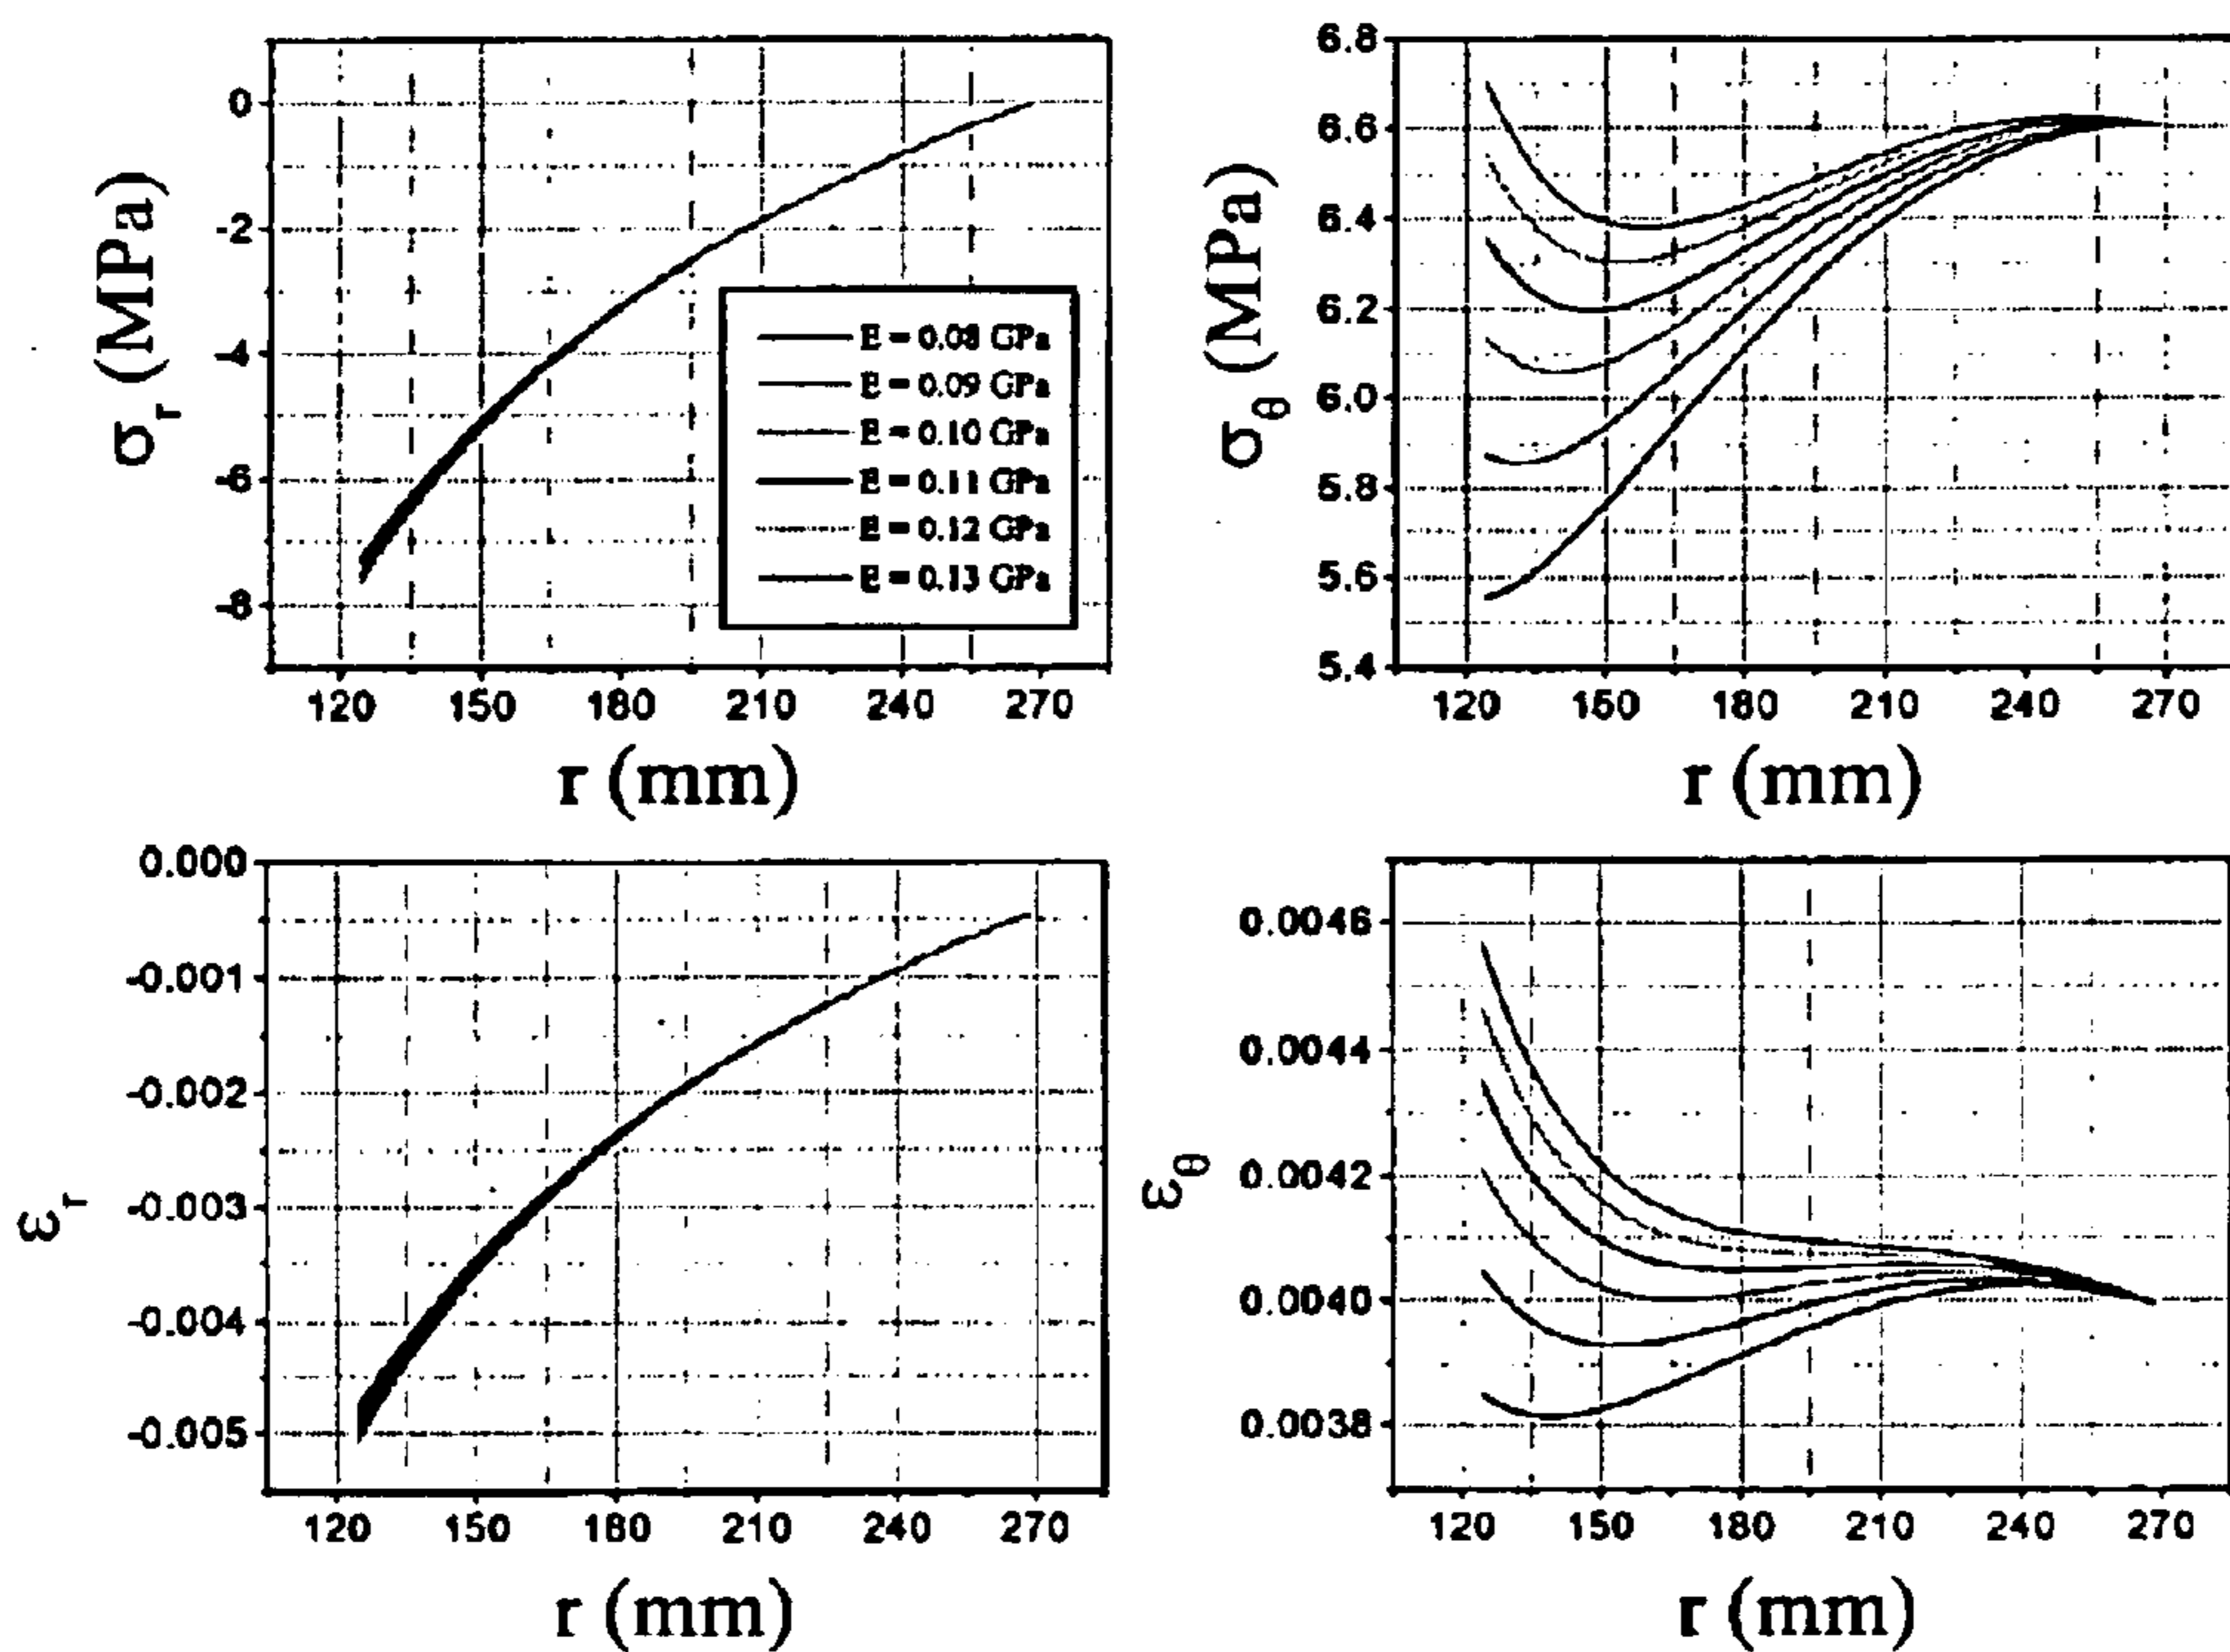 σr (MPa)
0
-2
-4
-6
-8
E = 0.08 GPa
E = 0.09 GPa
E = 0.10 GPa
E = 0.11 GPa
E = 0.12 GPa
E = 0.13 GPa
120 150 180 210 240 270
r (mm)
σθ (MPa)
6.8
6.6
6.4
6.2
6.0
5.8
5.6
5.4
120 150 180 210 240 270
r (mm)
εr
0.000
-0.001
-0.002
-0.003
-0.004
-0.005
120 150 180 210 240 270
r (mm)
εθ
0.0046
0.0044
0.0042
0.0040
0.0038
120 150 180 210 240 270
r (mm)